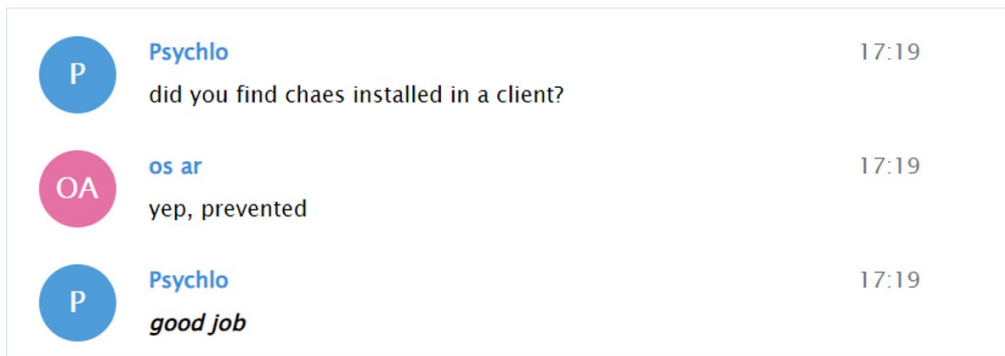 Psychlo 17:19
P
did you find chaes installed in a client?
os ar 17:19
OA
yep, prevented
Psychlo 17:19
P
good job